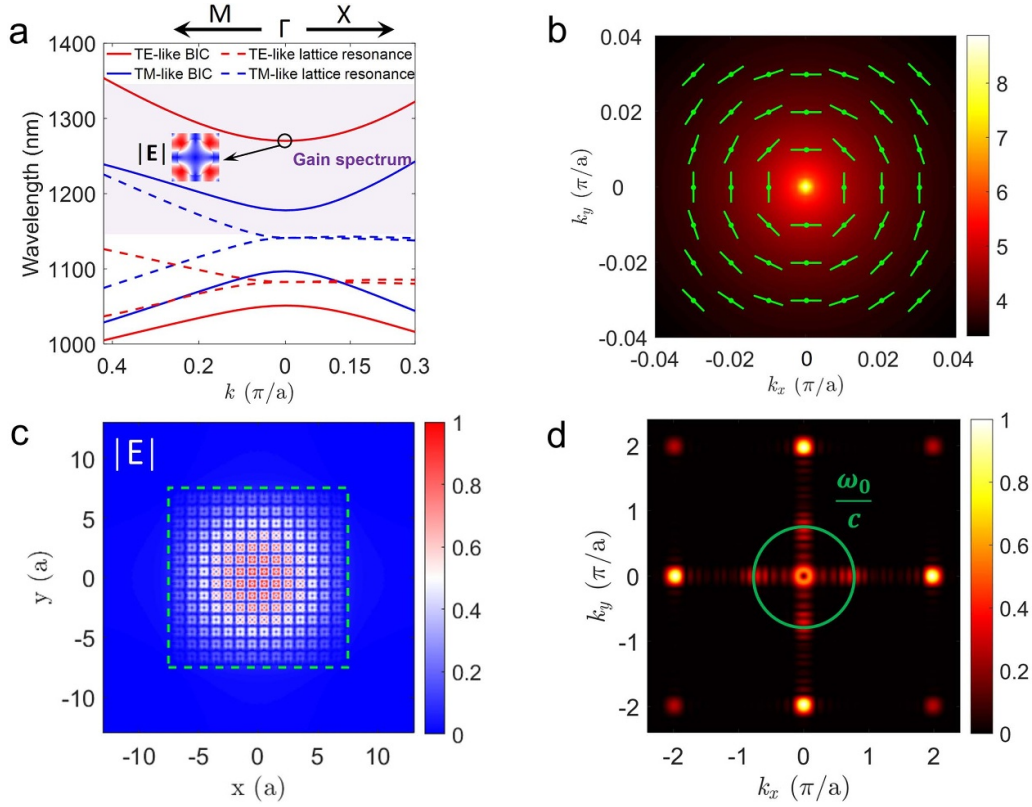 a
M Γ X
1400
1300
1200
1100
1000
Wavelength (nm)
TE-like BIC TE-like lattice resonance
TM-like BIC TM-like lattice resonance
|E|
Gain spectrum
0.4 0.2 0 0.15 0.3
k (π/a)
b
0.04
0.02
0
-0.02
-0.04
k_y (π/a)
-0.04 -0.02 0 0.02 0.04
k_x (π/a)
8
7
6
5
4
c
|E|
10
5
0
-5
-10
y (a)
-10 -5 0 5 10
x (a)
1
0.8
0.6
0.4
0.2
0
d
2
1
0
-1
-2
k_y (π/a)
ω₀
c
-2 -1 0 1 2
k_x (π/a)
1
0.8
0.6
0.4
0.2
0